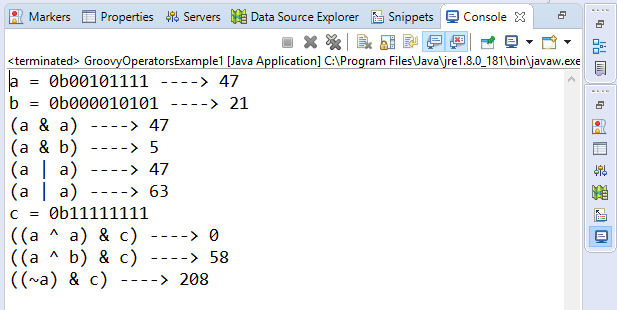 Markers Properties Servers Data Source Explorer Snippets Console
<terminated> GroovyOperatorsExample1 [Java Application] C:\Program Files\Java\jre1.8.0_181\bin\javaw.exe
a = 0b00101111 ----> 47
b = 0b000010101 ----> 21
(a & a) ----> 47
(a & b) ----> 5
(a | a) ----> 47
(a | a) ----> 63
c = 0b11111111
((a ^ a) & c) ----> 0
((a ^ b) & c) ----> 58
((~a) & c) ----> 208